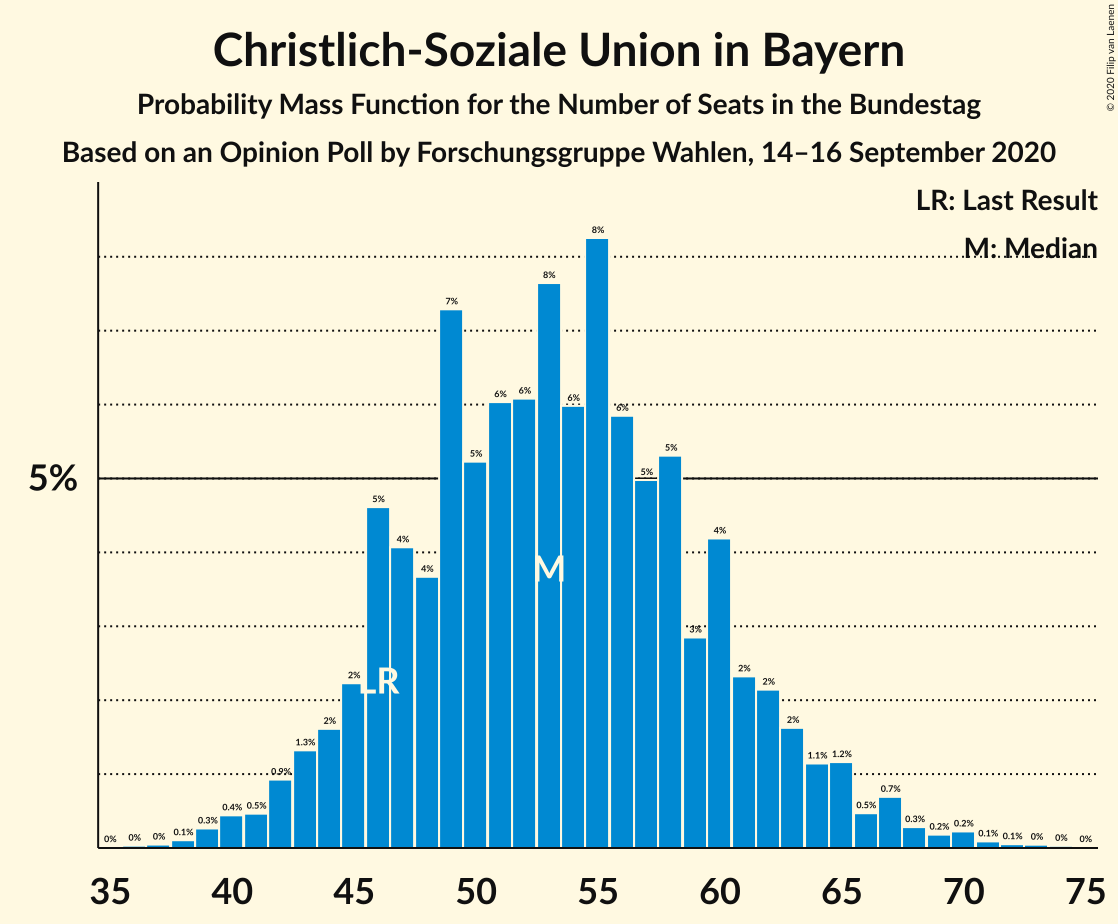 Christlich-Soziale Union in Bayern
Probability Mass Function for the Number of Seats in the Bundestag
Based on an Opinion Poll by Forschungsgruppe Wahlen, 14–16 September 2020
© 2020 Filip van Laenen
LR: Last Result
M: Median
5%
0% 0% 0% 0.1% 0.3% 0.4% 0.5% 0.9% 1.3% 2% 2% 5% 4% 4% 7% 5% 6% 6% 8% 6% 8% 6% 5% 5% 3% 4% 2% 2% 2% 1.1% 1.2% 0.5% 0.7% 0.3% 0.2% 0.2% 0.1% 0.1% 0% 0% 0%
M
LR
35 40 45 50 55 60 65 70 75